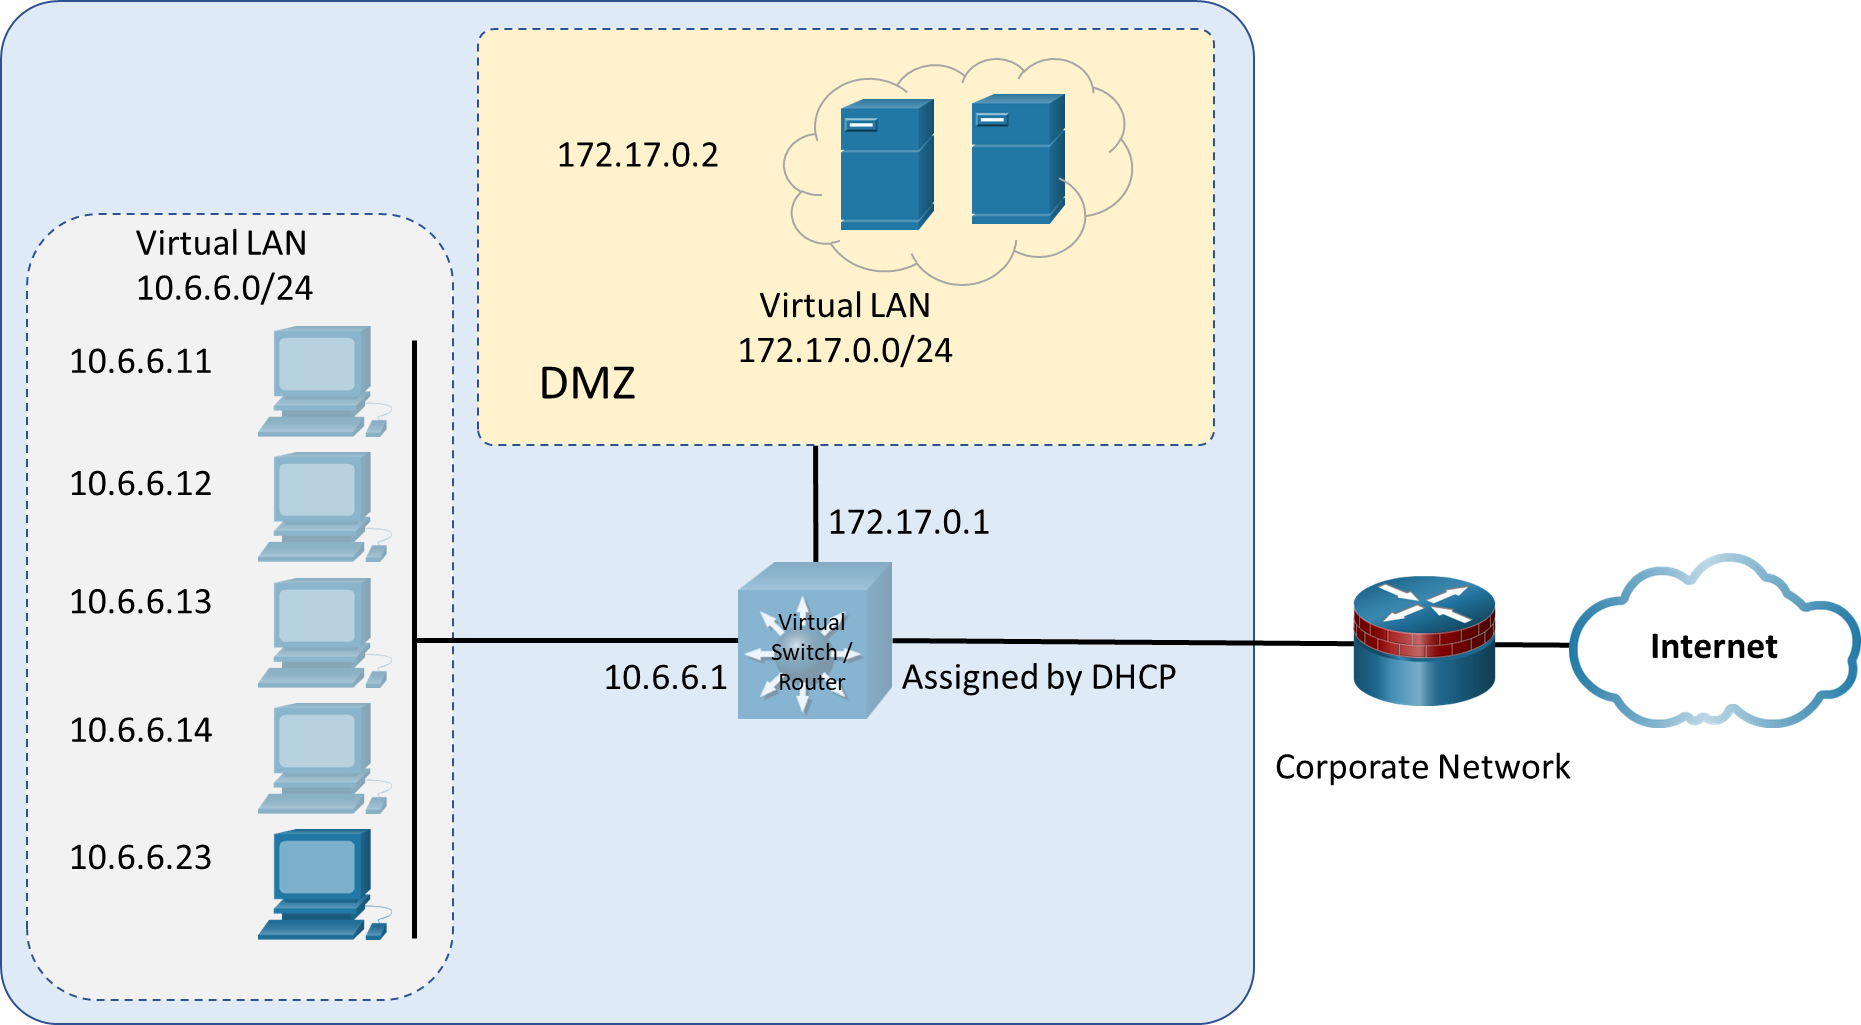 172.17.0.2
Virtual LAN
172.17.0.0/24
DMZ
Virtual LAN
10.6.6.0/24
10.6.6.11
10.6.6.12
10.6.6.13
10.6.6.14
10.6.6.23
172.17.0.1
Virtual
Switch /
Router
10.6.6.1
Assigned by DHCP
Corporate Network
Internet